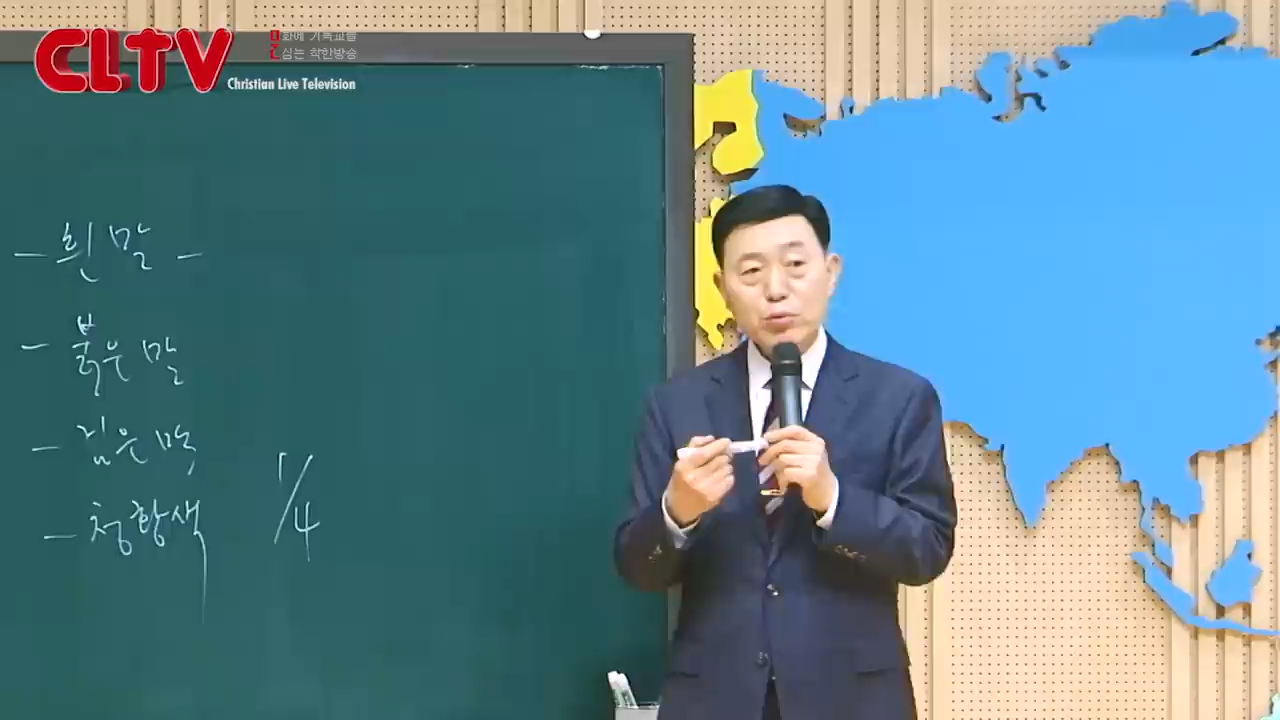 CLTV
Christian Live Television
- 흰 말 -
- 붉은 말
- 검은 말
- 청황색 1/4